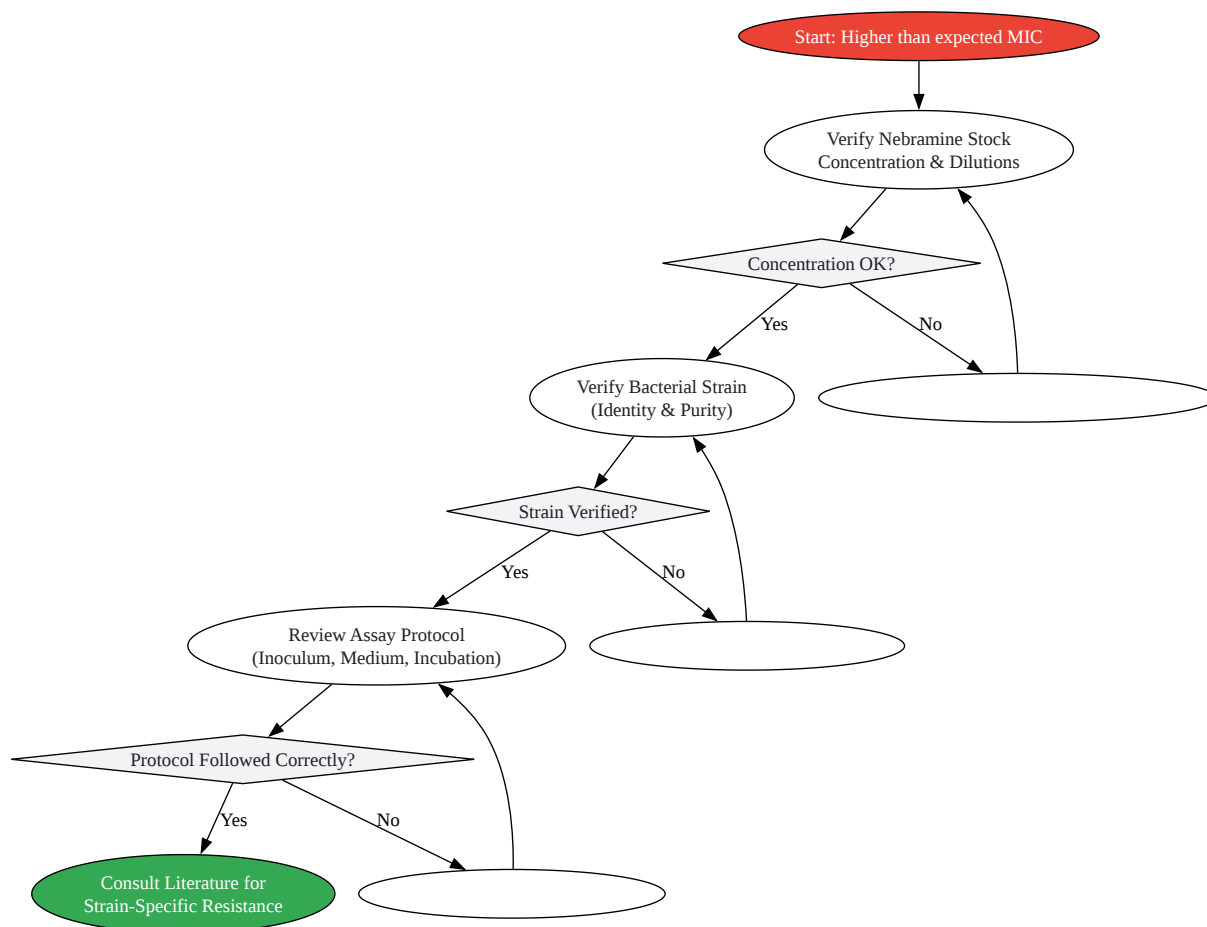 Start: Higher than expected MIC
Verify Nebramine Stock
Concentration & Dilutions
Concentration OK?
Yes
No
Verify Bacterial Strain
(Identity & Purity)
Strain Verified?
Yes
No
Review Assay Protocol
(Inoculum, Medium, Incubation)
Protocol Followed Correctly?
Yes
No
Consult Literature for
Strain-Specific Resistance